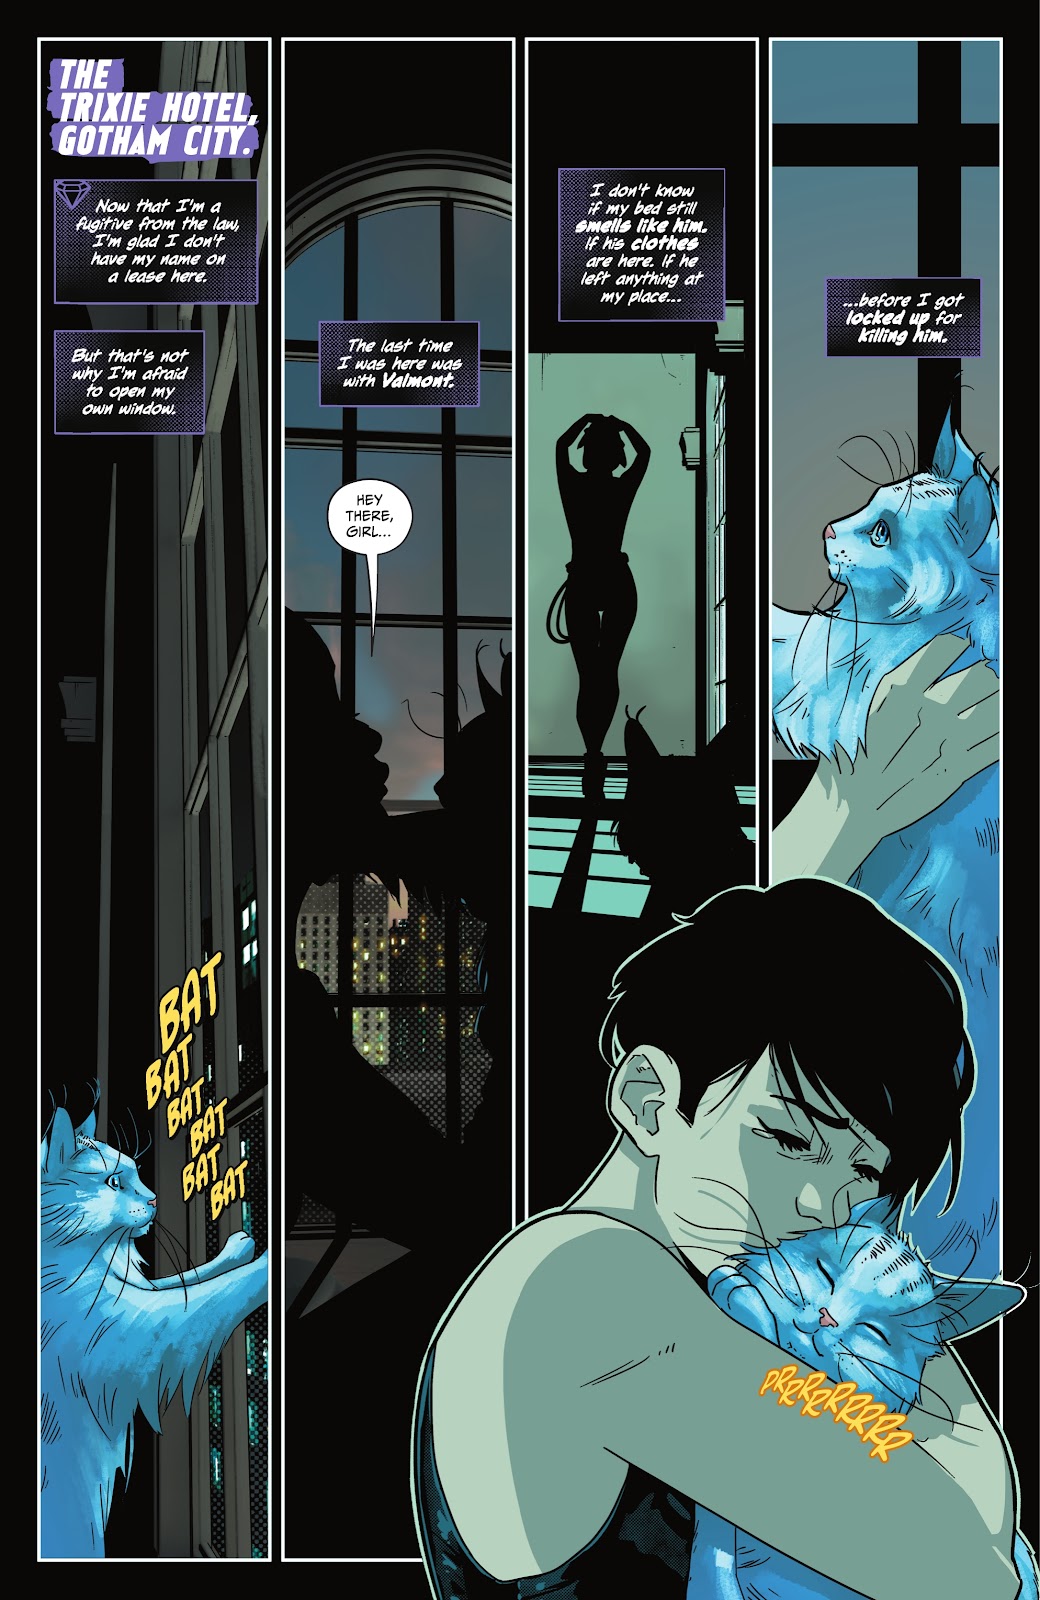 THE
TRIXIE HOTEL,
GOTHAM CITY.
Now that I'm a
fugitive from the law,
I'm glad I don't
have my name on
a lease here.
But that's not
why I'm afraid
to open my
own window.
BAT
BAT
BAT
BAT
BAT
BAT
The last time
I was here was
with Valmont.
HEY
THERE,
GIRL...
I don't know
if my bed still
smells like him.
If his clothes
are here. If he
left anything at
my place...
...before I got
locked up for
killing him.
PRRRRRRRR